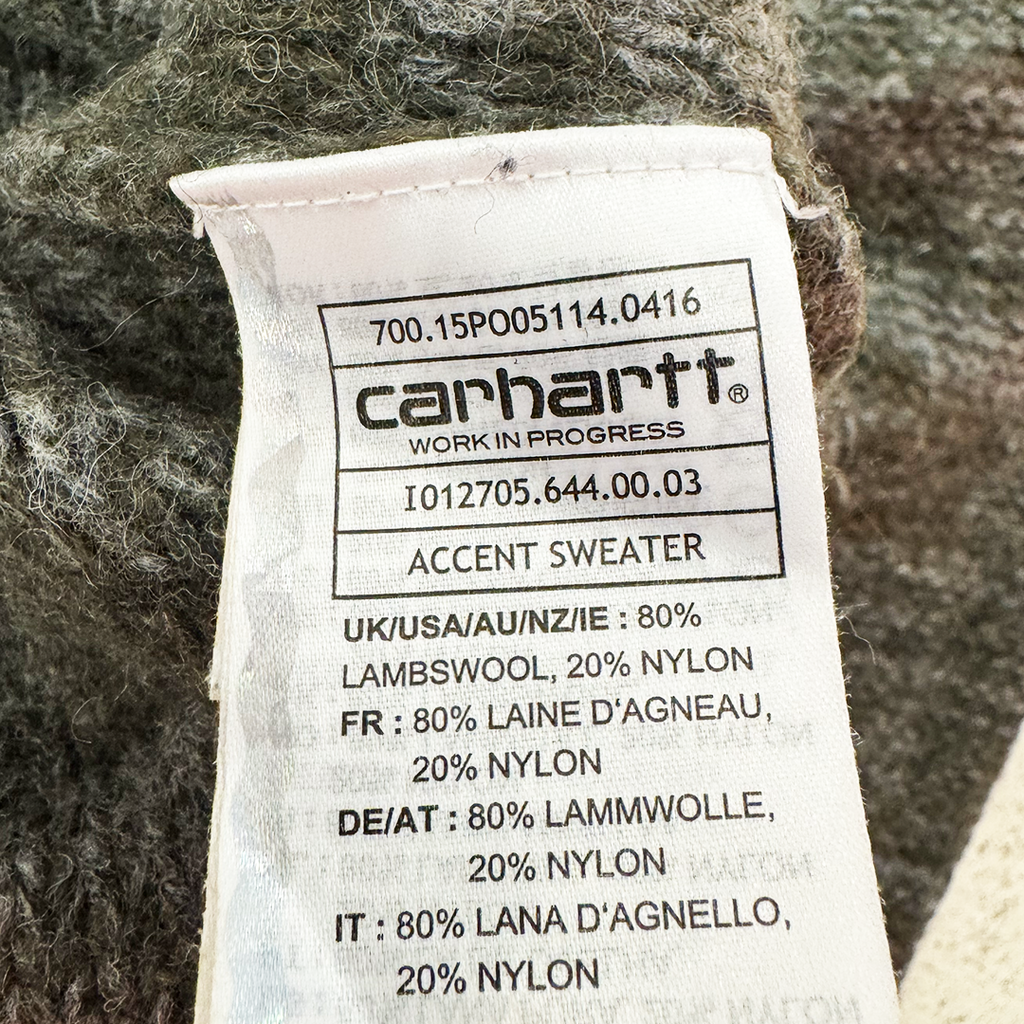 700.15PO05114.0416
carhartt®
WORK IN PROGRESS
I012705.644.00.03
ACCENT SWEATER
UK/USA/AU/NZ/IE : 80%
LAMBSWOOL, 20% NYLON
FR : 80% LAINE D‘AGNEAU,
20% NYLON
DE/AT : 80% LAMMWOLLE,
20% NYLON
IT : 80% LANA D‘AGNELLO,
20% NYLON